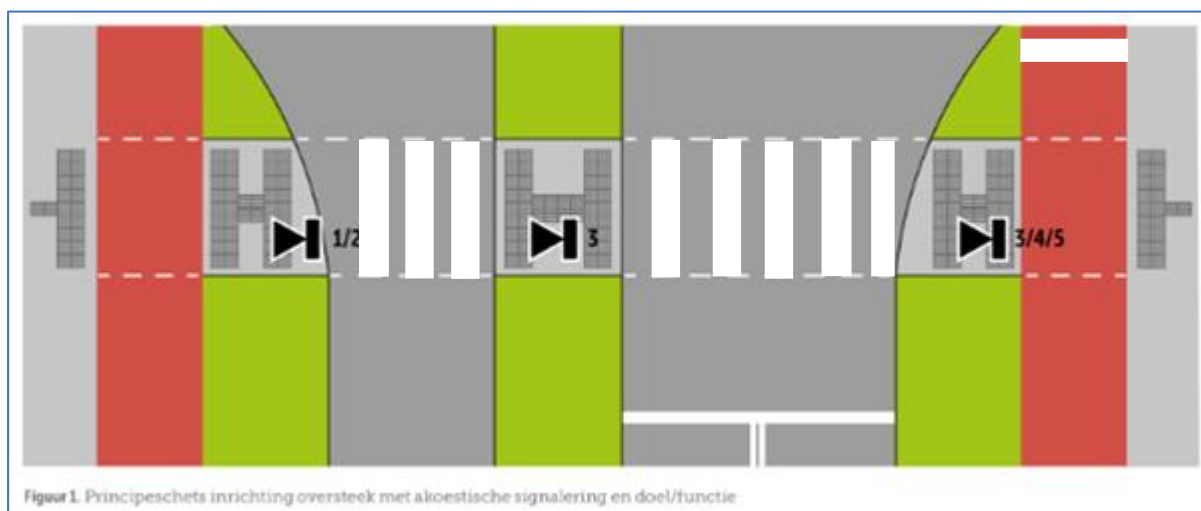 1/2
3
3/4/5
Figuur 1. Principeschets inrichting oversteek met akoestische signalering en doel/functie